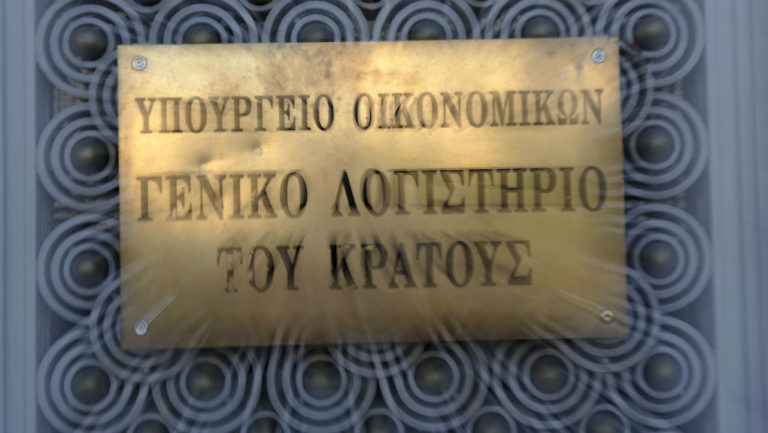 ΥΠΟΥΡΓΕΙΟ ΟΙΚΟΝΟΜΙΚΩΝ
ΓΕΝΙΚΟ ΛΟΓΙΣΤΗΡΙΟ
ΤΟΥ ΚΡΑΤΟΥΣ